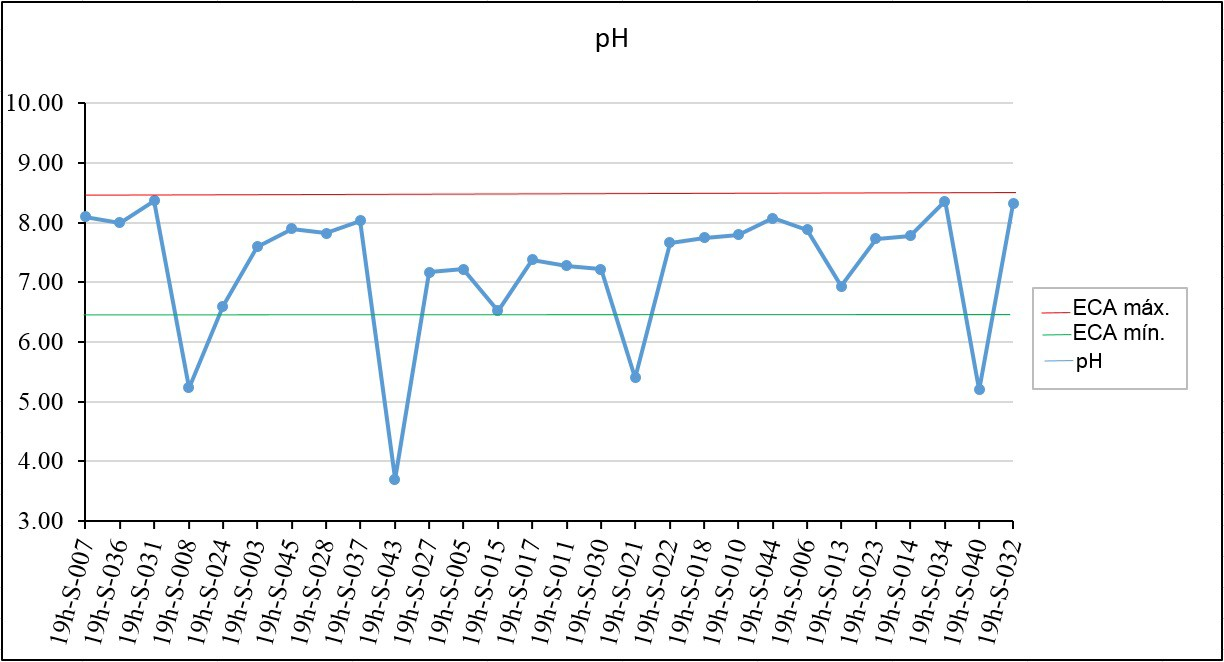 pH
10.00
9.00
8.00
7.00
6.00
5.00
4.00
3.00
19h-S-007
19h-S-036
19h-S-031
19h-S-008
19h-S-024
19h-S-003
19h-S-045
19h-S-028
19h-S-037
19h-S-043
19h-S-027
19h-S-005
19h-S-015
19h-S-017
19h-S-011
19h-S-030
19h-S-021
19h-S-022
19h-S-018
19h-S-010
19h-S-044
19h-S-006
19h-S-013
19h-S-023
19h-S-014
19h-S-034
19h-S-040
19h-S-032
ECA máx.
ECA mín.
pH